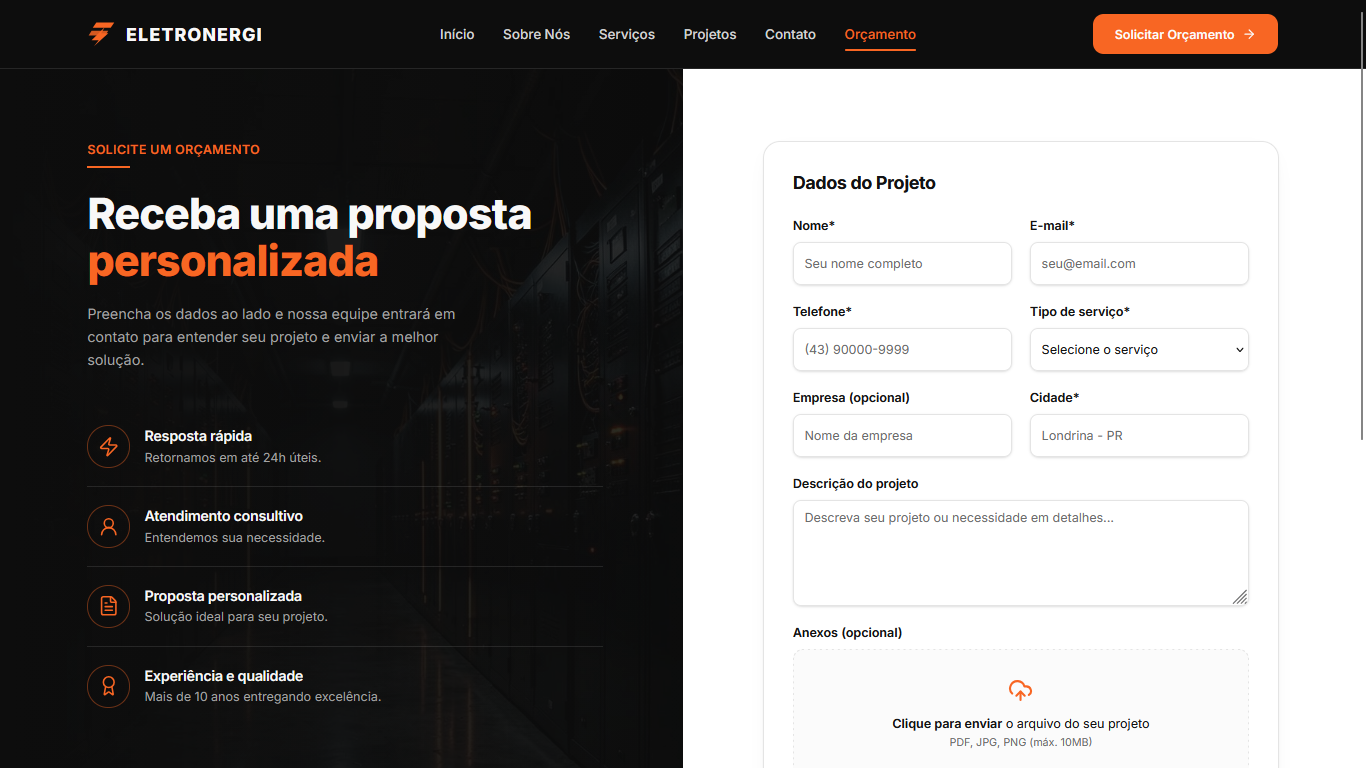 ELETRONERGI
Início Sobre Nós Serviços Projetos Contato Orçamento
Solicitar Orçamento →
SOLICITE UM ORÇAMENTO
Receba uma proposta
personalizada
Preencha os dados ao lado e nossa equipe entrará em
contato para entender seu projeto e enviar a melhor
solução.
Resposta rápida
Retornamos em até 24h úteis.
Atendimento consultivo
Entendemos sua necessidade.
Proposta personalizada
Solução ideal para seu projeto.
Experiência e qualidade
Mais de 10 anos entregando excelência.
Dados do Projeto
Nome* E-mail*
Seu nome completo seu@email.com
Telefone* Tipo de serviço*
(43) 90000-9999 Selecione o serviço
Empresa (opcional) Cidade*
Nome da empresa Londrina - PR
Descrição do projeto
Descreva seu projeto ou necessidade em detalhes...
Anexos (opcional)
Clique para enviar o arquivo do seu projeto
PDF, JPG, PNG (máx. 10MB)